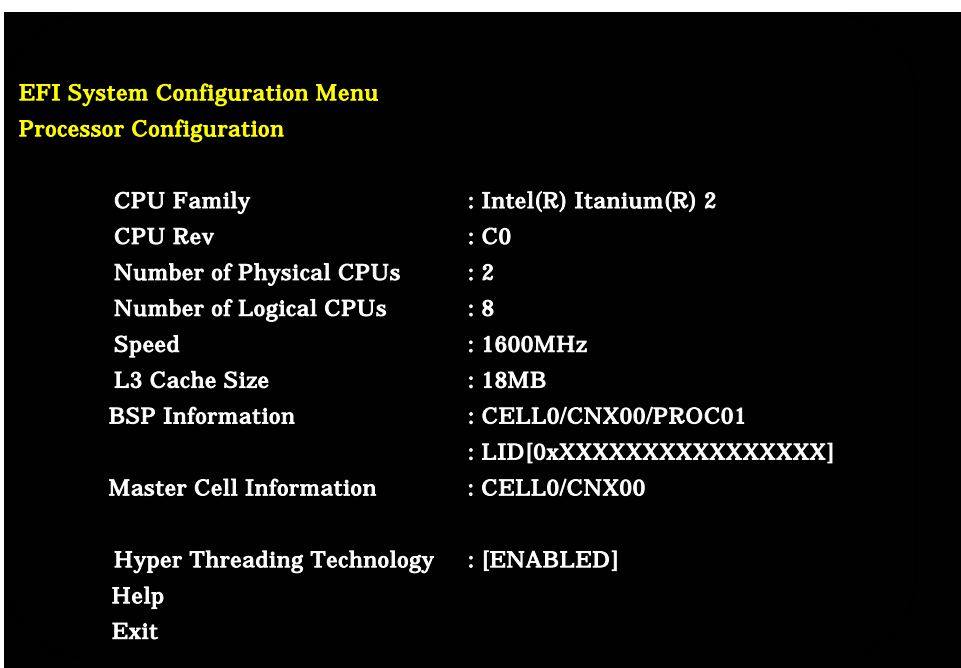 EFI System Configuration Menu
Processor Configuration
CPU Family : Intel(R) Itanium(R) 2
CPU Rev : C0
Number of Physical CPUs : 2
Number of Logical CPUs : 8
Speed : 1600MHz
L3 Cache Size : 18MB
BSP Information : CELL0/CNX00/PROC01
: LID[0xXXXXXXXXXXXXXXXX]
Master Cell Information : CELL0/CNX00
Hyper Threading Technology : [ENABLED]
Help
Exit